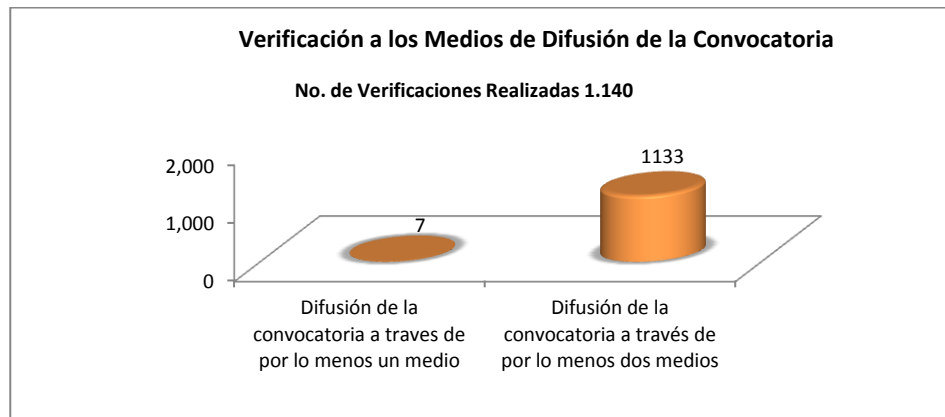 Verificación a los Medios de Difusión de la Convocatoria
No. de Verificaciones Realizadas 1.140
2,000
1,000
0
7
1133
Difusión de la
convocatoria a traves de
por lo menos un medio
Difusión de la
convocatoria a través de
por lo menos dos medios